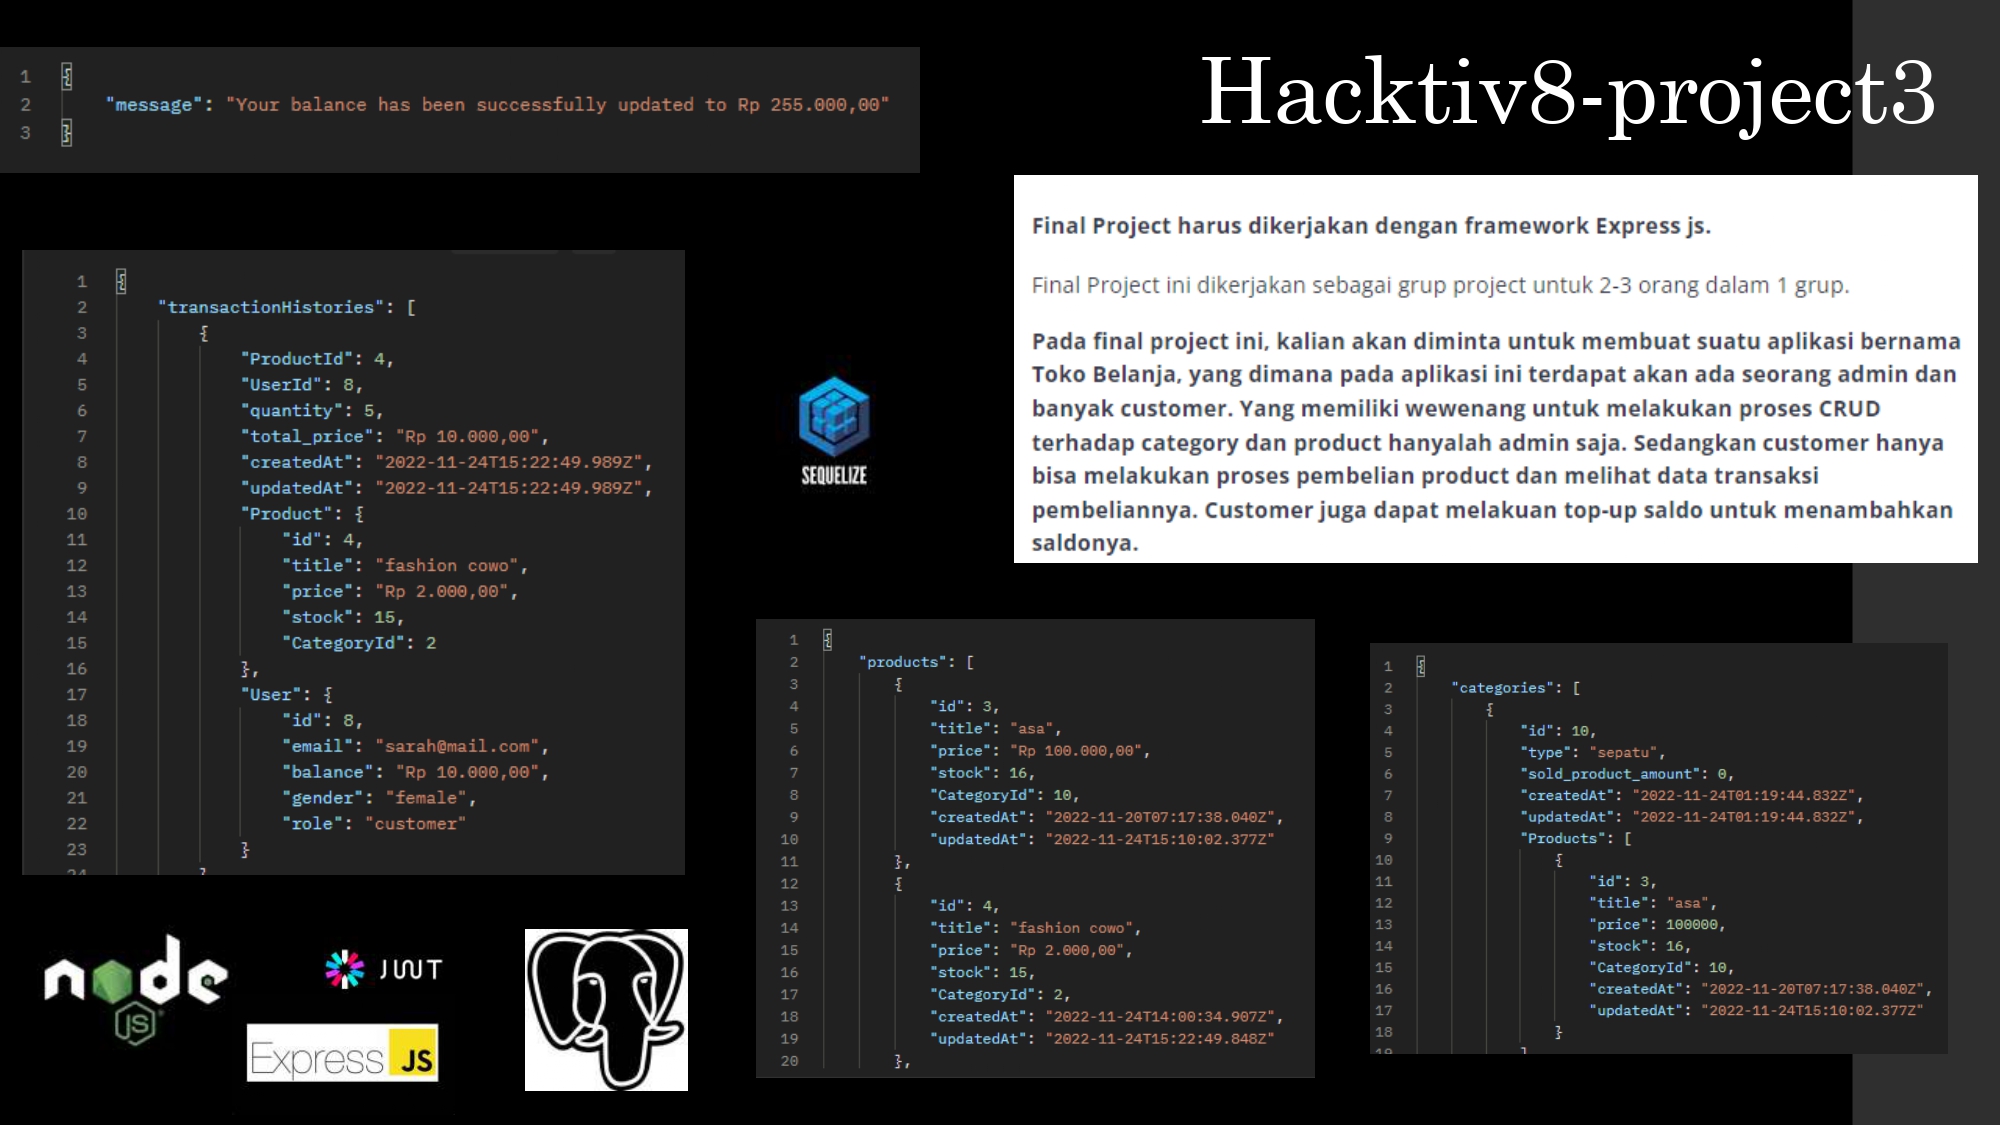 Hacktiv8-project3
1 {
2 "message": "Your balance has been successfully updated to Rp 255.000,00"
3 }
Final Project harus dikerjakan dengan framework Express js.
Final Project ini dikerjakan sebagai grup project untuk 2-3 orang dalam 1 grup.
Pada final project ini, kalian akan diminta untuk membuat suatu aplikasi bernama
Toko Belanja, yang dimana pada aplikasi ini terdapat akan ada seorang admin dan
banyak customer. Yang memiliki wewenang untuk melakukan proses CRUD
terhadap category dan product hanyalah admin saja. Sedangkan customer hanya
bisa melakukan proses pembelian product dan melihat data transaksi
pembeliannya. Customer juga dapat melakuan top-up saldo untuk menambahkan
saldonya.
1 {
2 "transactionHistories": [
3 {
4 "ProductId": 4,
5 "UserId": 8,
6 "quantity": 5,
7 "total_price": "Rp 10.000,00",
8 "createdAt": "2022-11-24T15:22:49.989Z",
9 "updatedAt": "2022-11-24T15:22:49.989Z",
10 "Product": {
11 "id": 4,
12 "title": "fashion cowo",
13 "price": "Rp 2.000,00",
14 "stock": 15,
15 "CategoryId": 2
16 },
17 "User": {
18 "id": 8,
19 "email": "sarah@mail.com",
20 "balance": "Rp 10.000,00",
21 "gender": "female",
22 "role": "customer"
23 }
24 }
SEQUELIZE
1 {
2 "products": [
3 {
4 "id": 3,
5 "title": "asa",
6 "price": "Rp 100.000,00",
7 "stock": 16,
8 "CategoryId": 10,
9 "createdAt": "2022-11-20T07:17:38.040Z",
10 "updatedAt": "2022-11-24T15:10:02.377Z"
11 },
12 {
13 "id": 4,
14 "title": "fashion cowo",
15 "price": "Rp 2.000,00",
16 "stock": 15,
17 "CategoryId": 2,
18 "createdAt": "2022-11-24T14:00:34.907Z",
19 "updatedAt": "2022-11-24T15:22:49.848Z"
20 },
1 {
2 "categories": [
3 {
4 "id": 10,
5 "type": "sepatu",
6 "sold_product_amount": 0,
7 "createdAt": "2022-11-24T01:19:44.832Z",
8 "updatedAt": "2022-11-24T01:19:44.832Z",
9 "Products": [
10 {
11 "id": 3,
12 "title": "asa",
13 "price": 100000,
14 "stock": 16,
15 "CategoryId": 10,
16 "createdAt": "2022-11-20T07:17:38.040Z",
17 "updatedAt": "2022-11-24T15:10:02.377Z"
18 }
19 ]
node
JS
JWT
Express JS